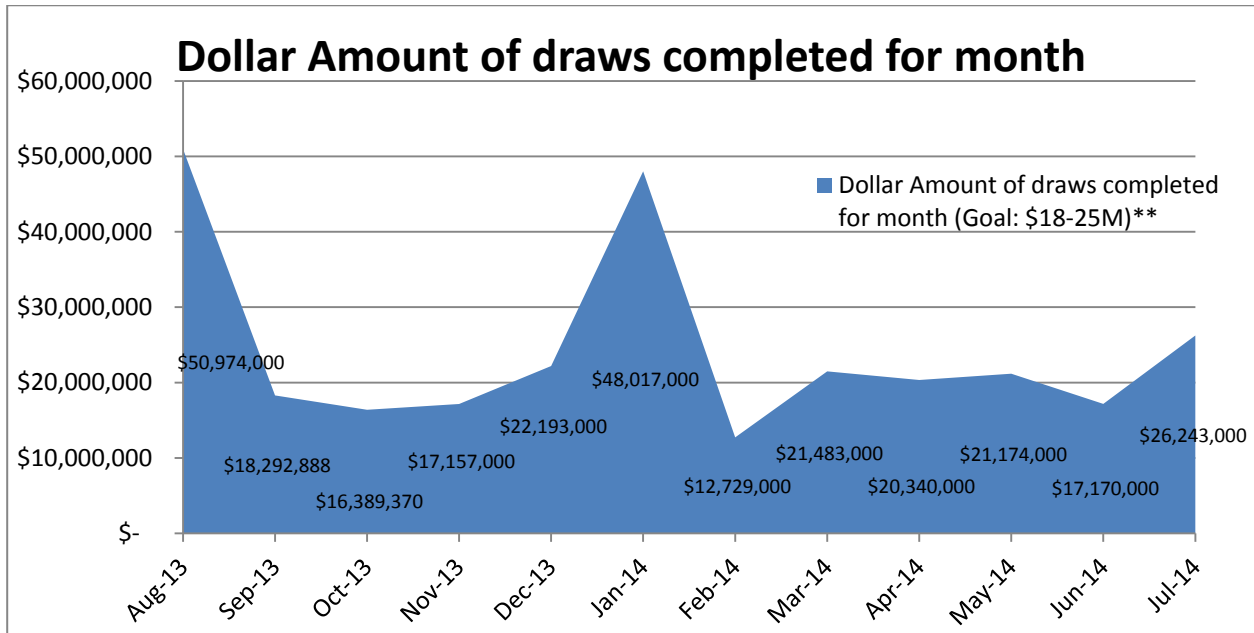 Dollar Amount of draws completed for month
$60,000,000
$50,000,000
$40,000,000
$30,000,000
$20,000,000
$10,000,000
$-
Dollar Amount of draws completed
for month (Goal: $18-25M)**
$50,974,000
$18,292,888
$16,389,370
$17,157,000
$22,193,000
$48,017,000
$12,729,000
$21,483,000
$20,340,000
$21,174,000
$17,170,000
$26,243,000
Aug-13
Sep-13
Oct-13
Nov-13
Dec-13
Jan-14
Feb-14
Mar-14
Apr-14
May-14
Jun-14
Jul-14